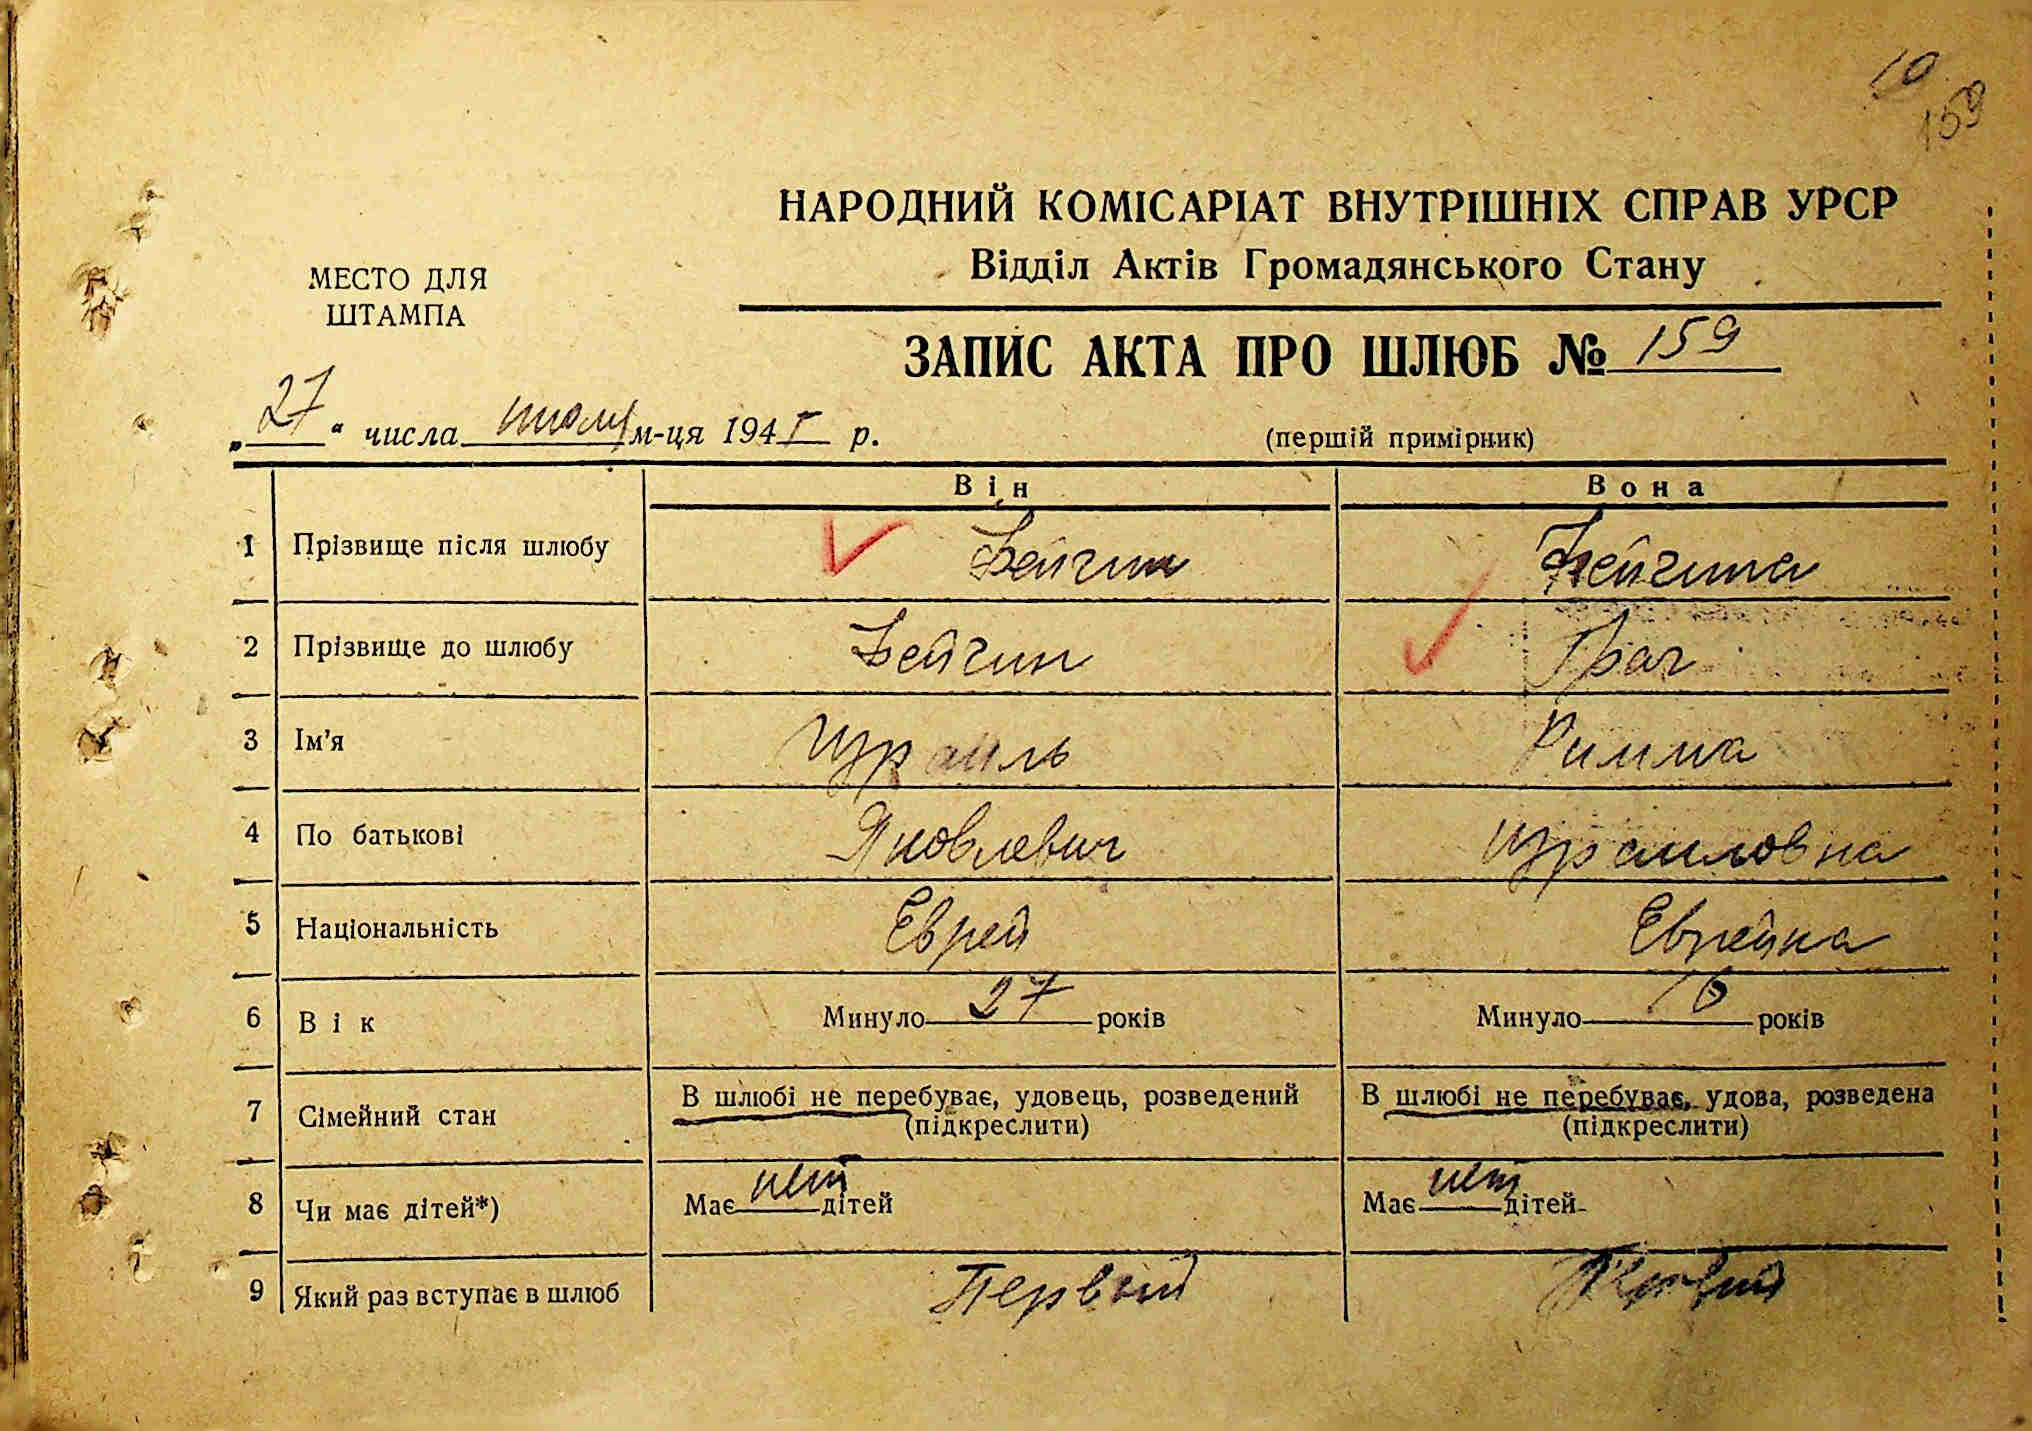 10
159
НАРОДНИЙ КОМІСАРІАТ ВНУТРІШНІХ СПРАВ УРСР
Відділ Актів Громадянського Стану
МЕСТО ДЛЯ
ШТАМПА
ЗАПИС АКТА ПРО ШЛЮБ № 159
„27“ числа м-ця 1941 р.
(першій примірник)
Він Вона
1 Прізвище після шлюбу Бейгин Бейгина
2 Прізвище до шлюбу Бейгин Грач
3 Ім'я Израиль Римма
4 По батькові Яковлевич Израиловна
5 Національність Еврей Еврейка
6 Вік Минуло 27 років Минуло років
7 Сімейний стан В шлюбі не перебуває, удовець, розведений В шлюбі не перебуває, удова, розведена
(підкреслити) (підкреслити)
8 Чи має дітей*) Має нет дітей Має нет дітей
9 Який раз вступає в шлюб Первый Первый